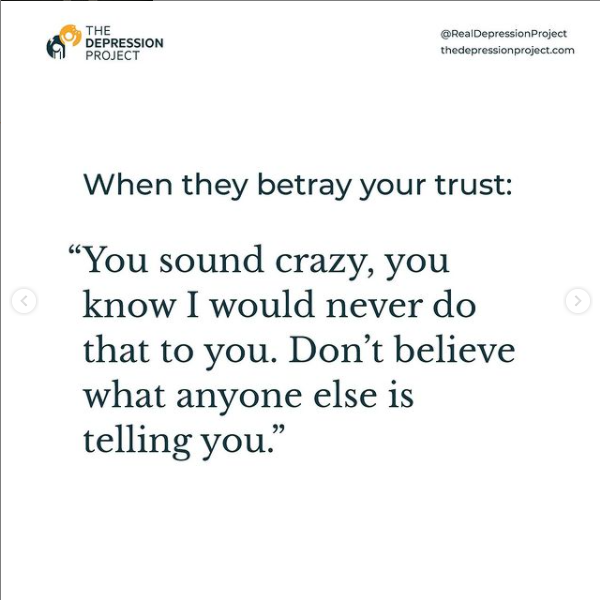 THE
DEPRESSION
PROJECT
@RealDepressionProject
thedepressionproject.com
When they betray your trust:
“You sound crazy, you
know I would never do
that to you. Don’t believe
what anyone else is
telling you.”